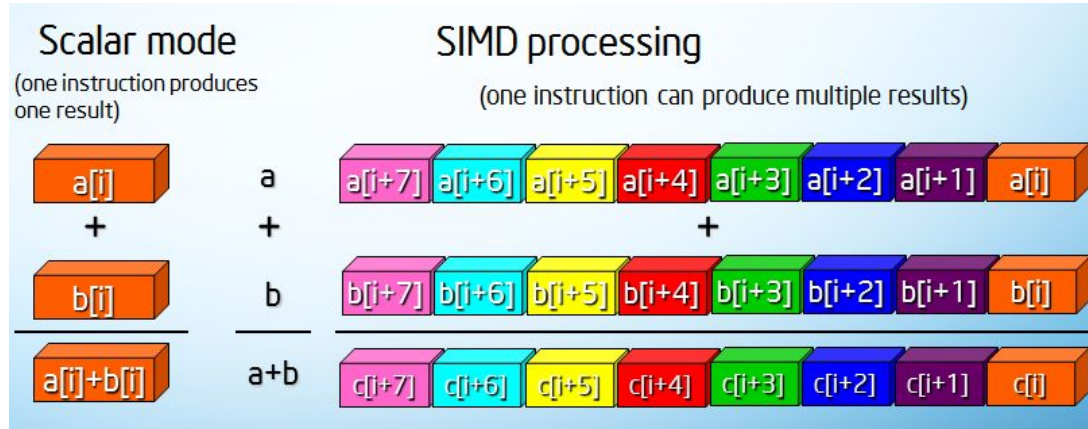 Scalar mode
(one instruction produces
one result)
SIMD processing
(one instruction can produce multiple results)
a[i]
a
a[i+7] a[i+6] a[i+5] a[i+4] a[i+3] a[i+2] a[i+1] a[i]
+
+
+
b[i]
b
b[i+7] b[i+6] b[i+5] b[i+4] b[i+3] b[i+2] b[i+1] b[i]
a[i]+b[i]
a+b
c[i+7] c[i+6] c[i+5] c[i+4] c[i+3] c[i+2] c[i+1] c[i]